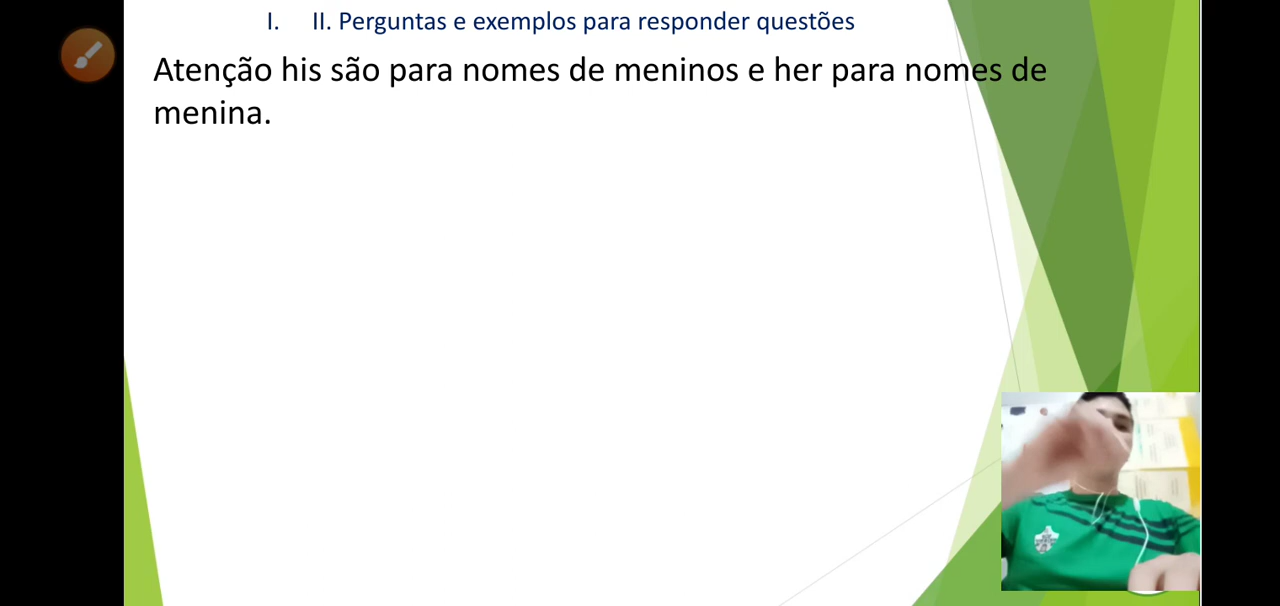 I. II. Perguntas e exemplos para responder questões
Atenção his são para nomes de meninos e her para nomes de
menina.